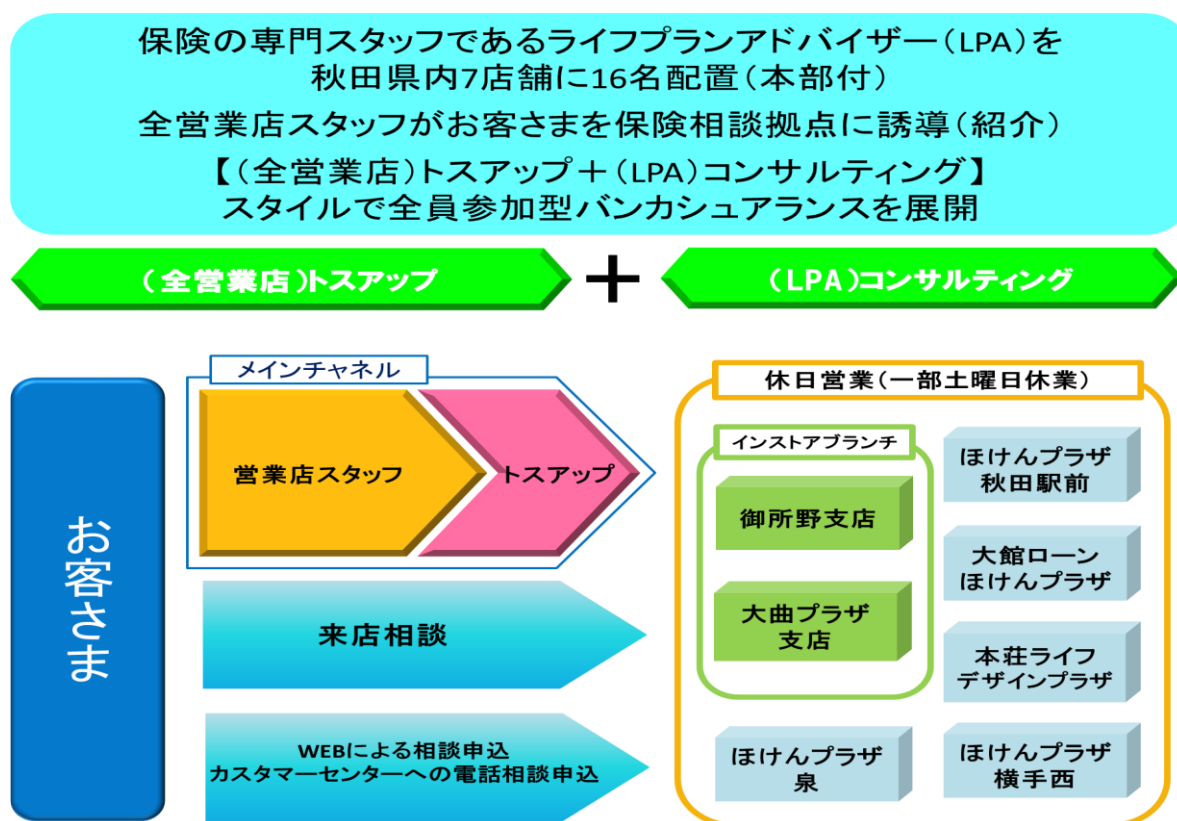 保険の専門スタッフであるライフプランアドバイザー(LPA)を
秋田県内7店舗に16名配置(本部付)
全営業店スタッフがお客さまを保険相談拠点に誘導(紹介)
【(全営業店)トスアップ+(LPA)コンサルティング】
スタイルで全員参加型バンカシュアランスを展開
(全営業店)トスアップ
+
(LPA)コンサルティング
お客さま
メインチャネル
営業店スタッフ
トスアップ
来店相談
WEBによる相談申込
カスタマーセンターへの電話相談申込
休日営業(一部土曜日休業)
インストアブランチ
御所野支店
大曲プラザ
支店
ほけんプラザ
泉
ほけんプラザ
秋田駅前
大館ローン
ほけんプラザ
本荘ライフ
デザインプラザ
ほけんプラザ
横手西